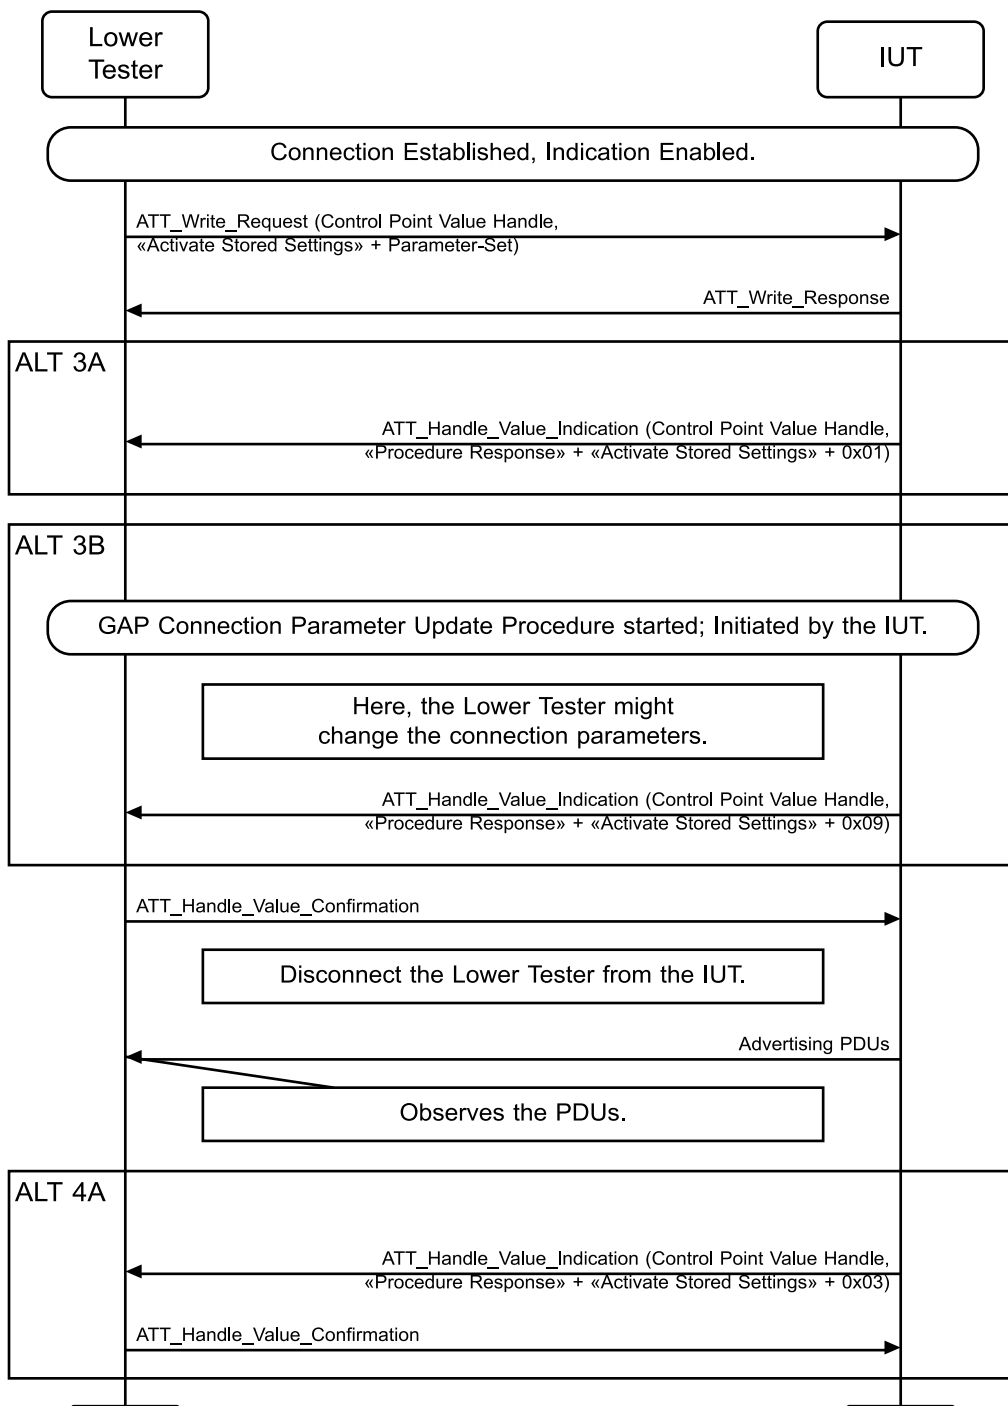 Lower
Tester
IUT
Connection Established, Indication Enabled.
ATT_Write_Request (Control Point Value Handle,
«Activate Stored Settings» + Parameter-Set)
ATT_Write_Response
ALT 3A
ATT_Handle_Value_Indication (Control Point Value Handle,
«Procedure Response» + «Activate Stored Settings» + 0x01)
ALT 3B
GAP Connection Parameter Update Procedure started; Initiated by the IUT.
Here, the Lower Tester might
change the connection parameters.
ATT_Handle_Value_Indication (Control Point Value Handle,
«Procedure Response» + «Activate Stored Settings» + 0x09)
ATT_Handle_Value_Confirmation
Disconnect the Lower Tester from the IUT.
Advertising PDUs
Observes the PDUs.
ALT 4A
ATT_Handle_Value_Indication (Control Point Value Handle,
«Procedure Response» + «Activate Stored Settings» + 0x03)
ATT_Handle_Value_Confirmation